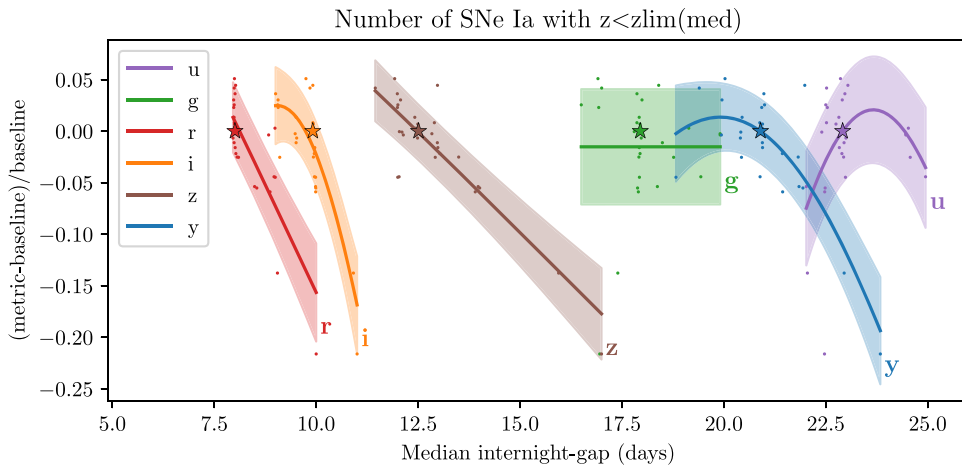 Number of SNe Ia with z<zlim(med)
(metric-baseline)/baseline
0.05
0.00
−0.05
−0.10
−0.15
−0.20
−0.25
u
g
r
i
z
y
r
i
z
g
y
u
5.0 7.5 10.0 12.5 15.0 17.5 20.0 22.5 25.0
Median internight-gap (days)